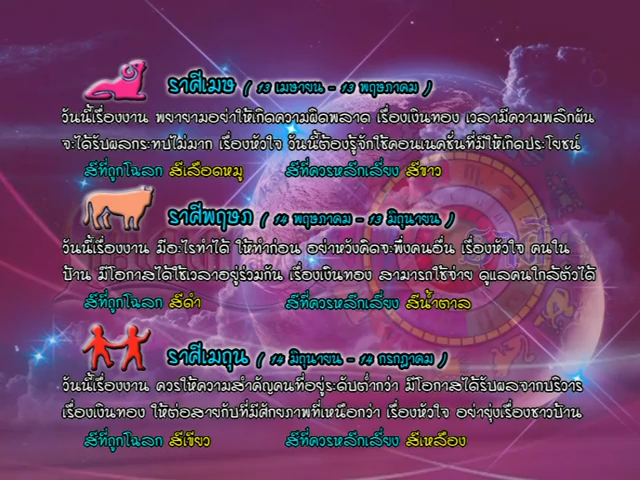 ราศีเมษ ( 13 เมษายน - 13 พฤษภาคม )
วันนี้เรื่องงาน พยายามอย่าให้เกิดความผิดพลาด เรื่องเงินทอง เวลามีความพลิกผัน
จะได้รับผลกระทบไม่มาก เรื่องหัวใจ วันนี้ต้องรู้จักใช้คอนเนคชั่นที่มีให้เกิดประโยชน์
สีที่ถูกโฉลก สีเลือดหมู สีที่ควรหลีกเลี่ยง สีขาว
ราศีพฤษภ ( 14 พฤษภาคม - 13 มิถุนายน )
วันนี้เรื่องงาน มีอะไรทำได้ ให้ทำก่อน อย่าหวังคิดจะพึ่งคนอื่น เรื่องหัวใจ คนใน
บ้าน มีโอกาสได้ใช้เวลาอยู่ร่วมกัน เรื่องเงินทอง สามารถใช้จ่าย ดูแลคนใกล้ตัวได้
สีที่ถูกโฉลก สีดำ สีที่ควรหลีกเลี่ยง สีน้ำตาล
ราศีเมถุน ( 14 มิถุนายน - 14 กรกฎาคม )
วันนี้เรื่องงาน ควรให้ความสำคัญคนที่อยู่ระดับต่ำกว่า มีโอกาสได้รับผลจากบริวาร
เรื่องเงินทอง ให้ต่อสายกับที่มีศักยภาพที่เหนือกว่า เรื่องหัวใจ อย่ายุ่งเรื่องชาวบ้าน
สีที่ถูกโฉลก สีเขียว สีที่ควรหลีกเลี่ยง สีเหลือง